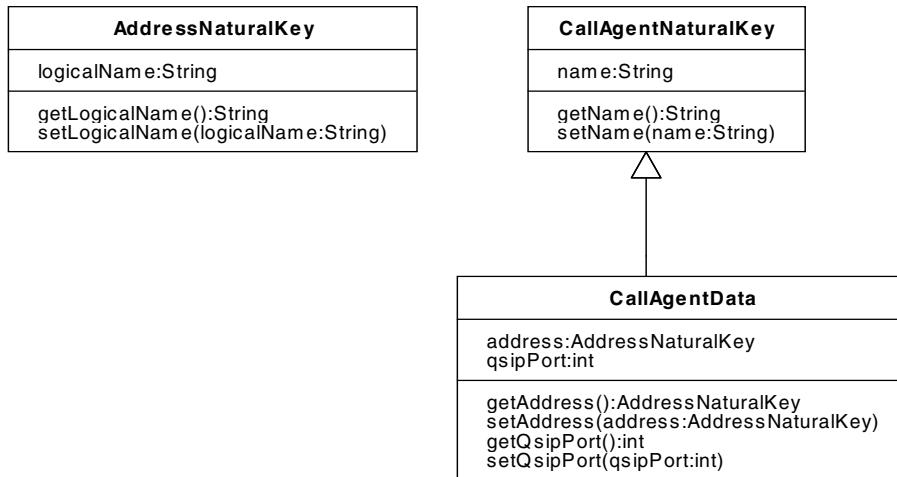 AddressNaturalKey
logicalName:String
getLogicalName():String
setLogicalName(logicalName:String)
CallAgentNaturalKey
name:String
getName():String
setName(name:String)
CallAgentData
address:AddressNaturalKey
qsipPort:int
getAddress():AddressNaturalKey
setAddress(address:AddressNaturalKey)
getQsipPort():int
setQsipPort(qsipPort:int)